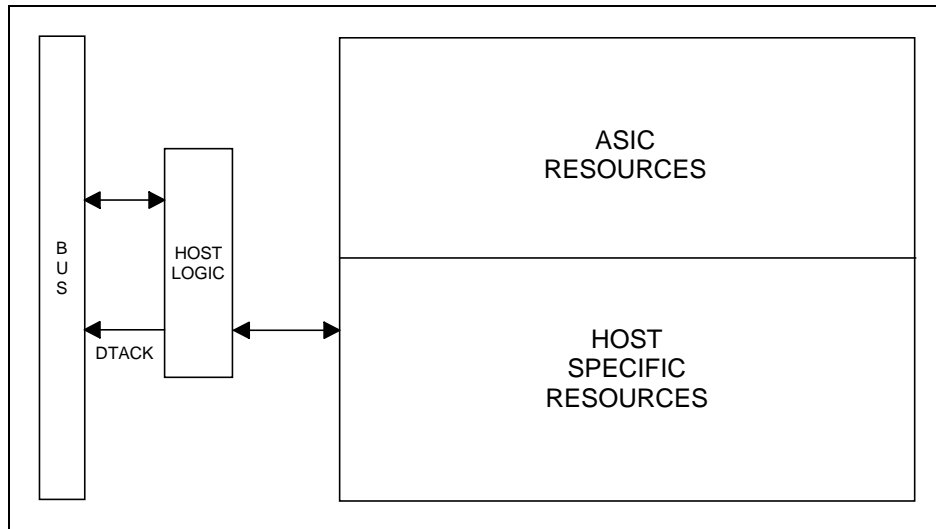 B
U
S
HOST
LOGIC
DTACK
ASIC
RESOURCES
HOST
SPECIFIC
RESOURCES